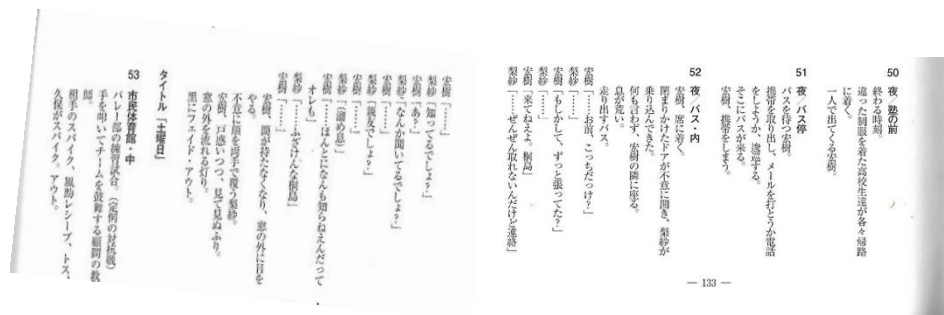 50 夜／塾の前
終わる時刻。
違った制服を着た高校生達が各々帰路
に着く。
一人で出てくる宏樹。
51 夜／バス停
バスを待つ宏樹。
携帯を取り出し、メールを打とうか電話
をしようか、逡巡する。
そこにバスが来る。
宏樹、携帯をしまう。
52 夜／バス・内
宏樹、席に着く。
閉まりかけたドアが不意に開き、梨紗が
乗り込んできた。
何も言わず、宏樹の隣に座る。
息が荒い。
走り出すバス。
宏樹「……お前、こっちだっけ？」
梨紗「……」
宏樹「もしかして、ずっと張ってた？」
梨紗「……」
宏樹「来てねえよ。桐島」
梨紗「……ぜんぜん取れないんだけど連絡」
— 133 —
宏樹「……」
梨紗「知ってるでしょ？」
宏樹「あ？」
梨紗「なんか聞いてるでしょ？」
宏樹「……」
梨紗「親友でしょ？」
宏樹「……」
梨紗「（溜め息）」
宏樹「……ほんとになんも知らねえんだって
オレも」
梨紗「……ふざけんな桐島」
宏樹「……」
宏樹、間が持たなくなり、窓の外に目を
やる。
不意に顔を両手で覆う梨紗。
宏樹、戸惑いつつ、見て見ぬふり。
窓の外を流れる灯り。
黒にフェイド・アウト。
タイトル「土曜日」
53 市民体育館・中
バレー部の練習試合。（定例の対抗戦）
手を叩いてチームを鼓舞する顧問の教
師。
相手のスパイク、風助レシーブ、トス、
久保がスパイク。アウト。